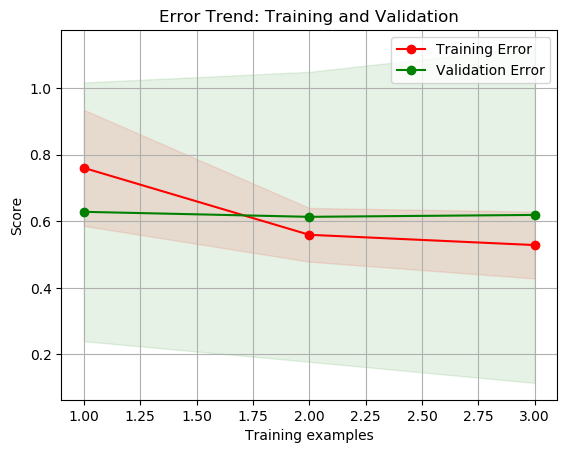 Error Trend: Training and Validation
Training Error
Validation Error
1.0
0.8
0.6
0.4
0.2
Score
1.00 1.25 1.50 1.75 2.00 2.25 2.50 2.75 3.00
Training examples